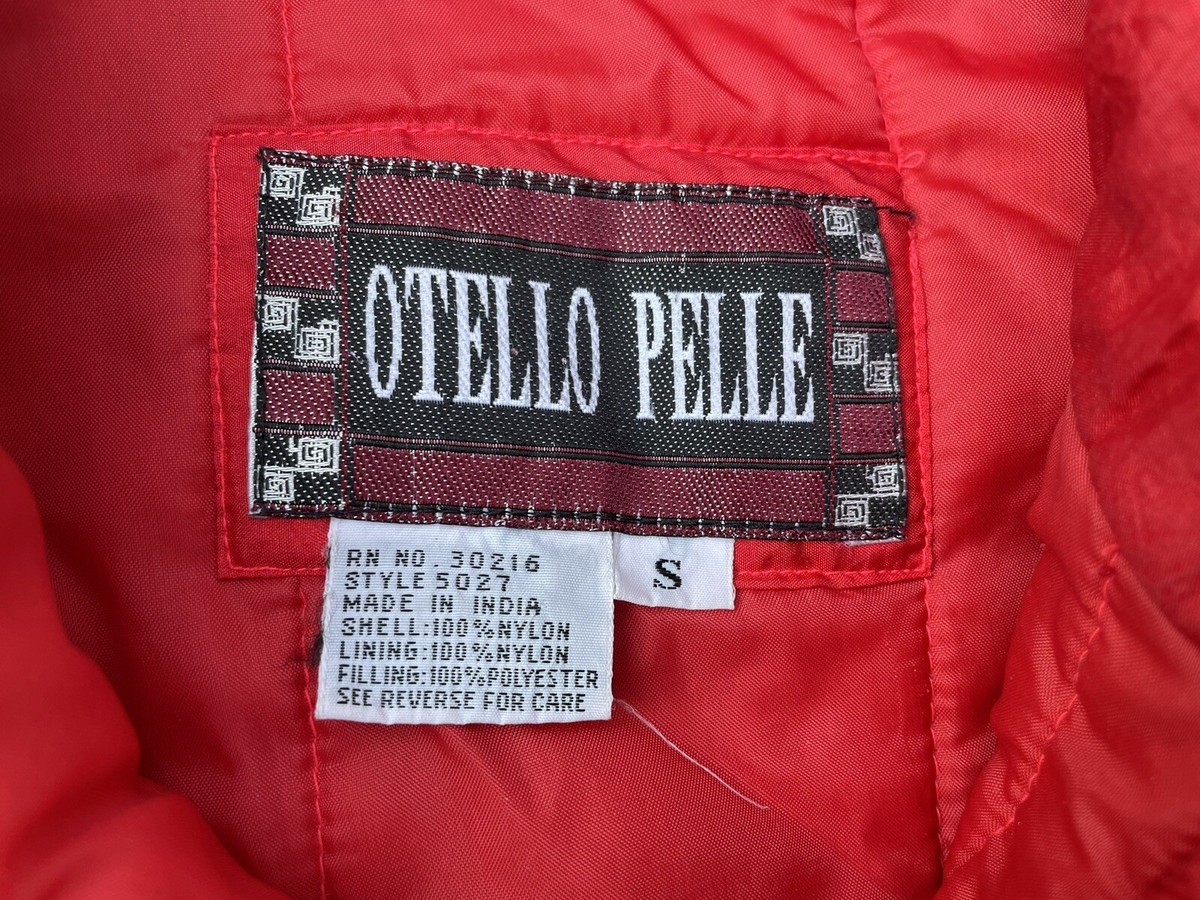 OTELLO PELLE
RN NO. 30216
STYLE 5027
MADE IN INDIA
SHELL:100%NYLON
LINING:100%NYLON
FILLING:100%POLYESTER
SEE REVERSE FOR CARE
S